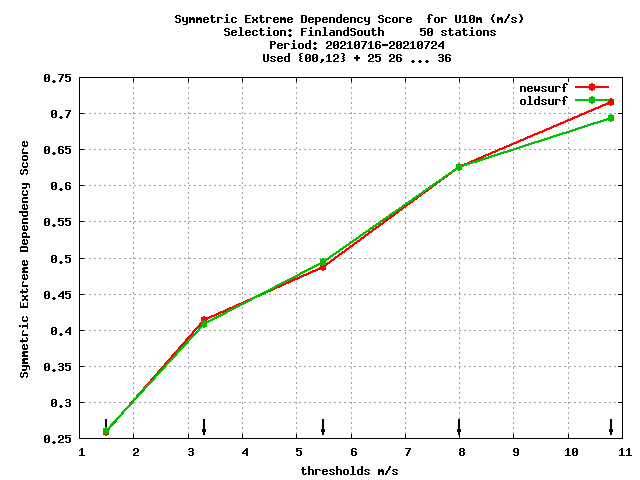 Symmetric Extreme Dependency Score  for U10m (m/s)
Selection: FinlandSouth     50 stations
Period: 20210716-20210724
Used {00,12} + 25 26 ... 36
newsurf
oldsurf
Symmetric Extreme Dependency Score
0.75
0.7
0.65
0.6
0.55
0.5
0.45
0.4
0.35
0.3
0.25
1 2 3 4 5 6 7 8 9 10 11
thresholds m/s